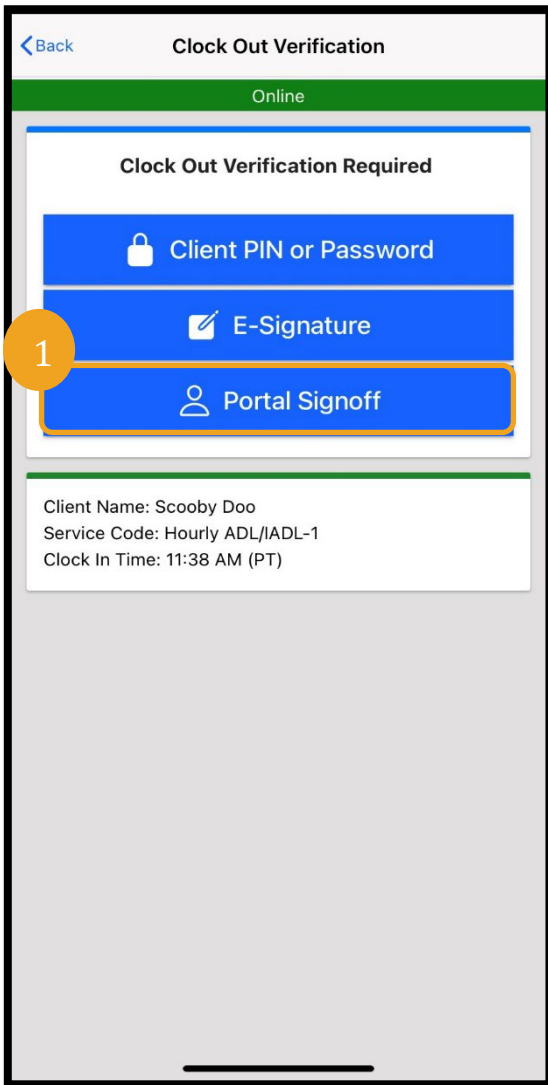 Back
Clock Out Verification
Online
Clock Out Verification Required
Client PIN or Password
E-Signature
1
Portal Signoff
Client Name: Scooby Doo
Service Code: Hourly ADL/IADL-1
Clock In Time: 11:38 AM (PT)